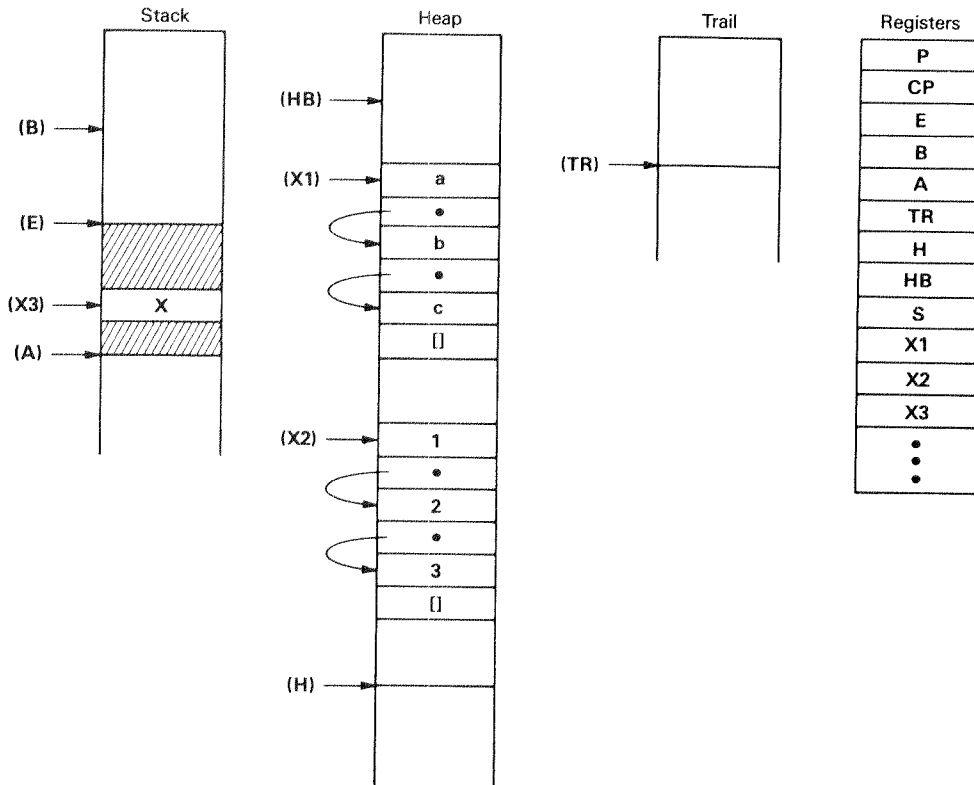 Stack
(B)
(E)
(X3)
X
(A)
Heap
(HB)
(X1)
a
b
c
[]
(X2)
1
2
3
[]
(H)
Trail
(TR)
Registers
P
CP
E
B
A
TR
H
HB
S
X1
X2
X3